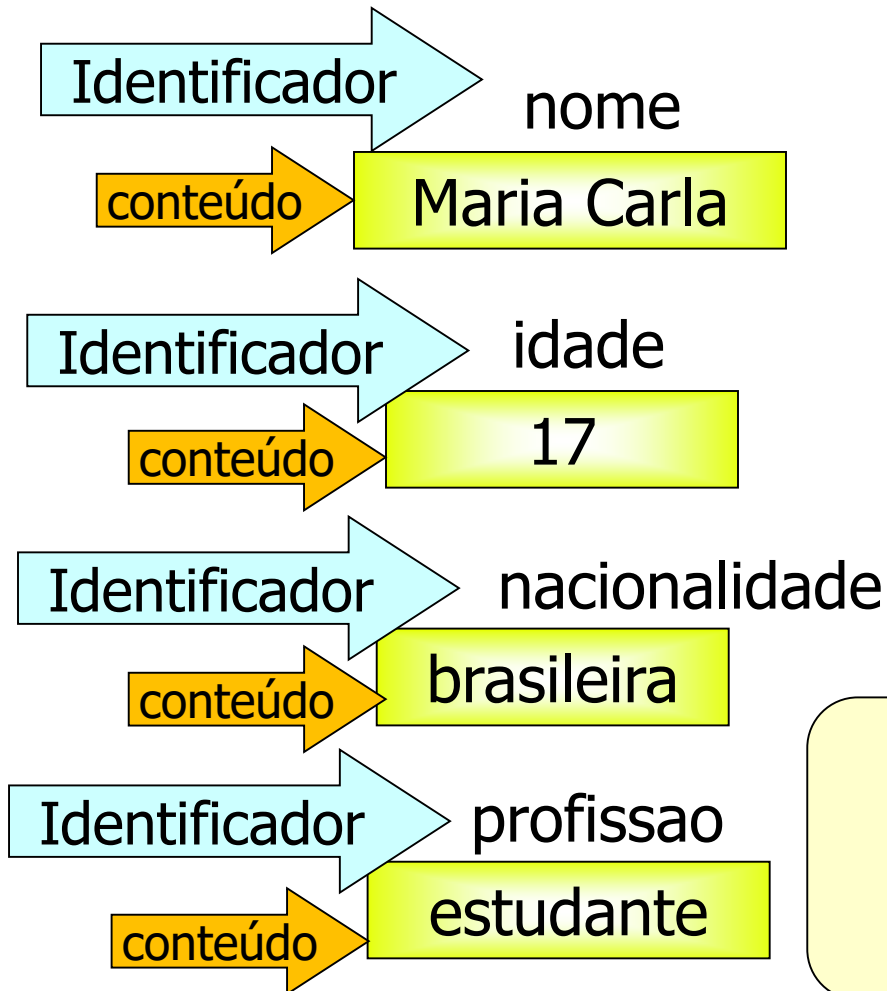 Identificador
nome
conteúdo
Maria Carla
Identificador
idade
conteúdo
17
Identificador
nacionalidade
conteúdo
brasileira
Identificador
profissao
conteúdo
estudante